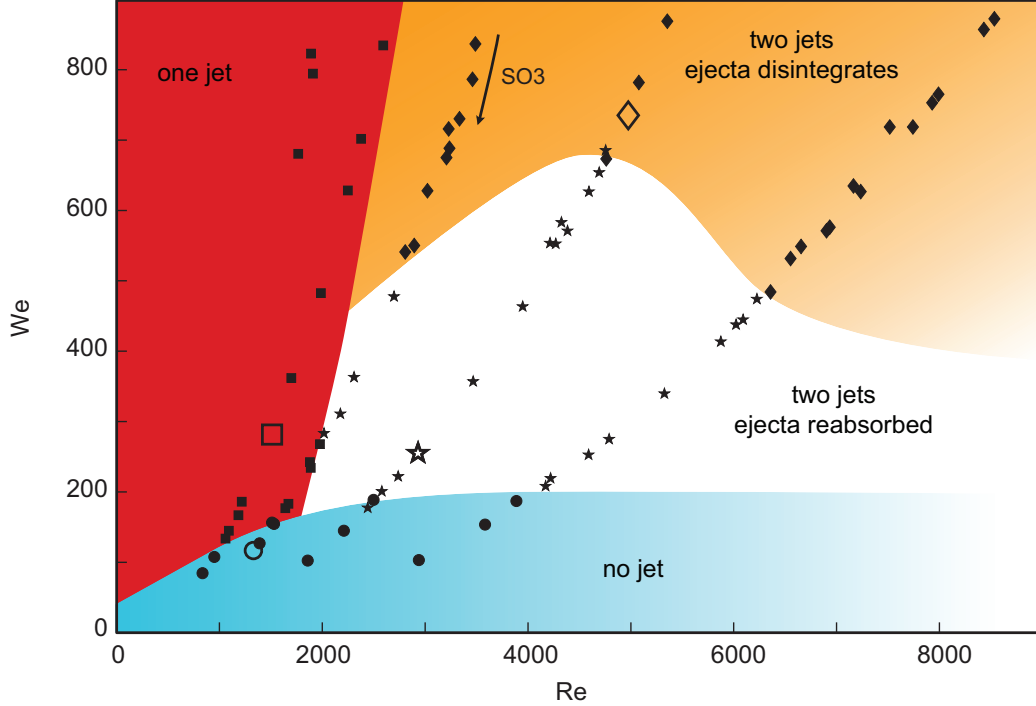 one jet
SO3
two jets
ejecta disintegrates
two jets
ejecta reabsorbed
no jet
We
800
600
400
200
0
0 2000 4000 6000 8000
Re